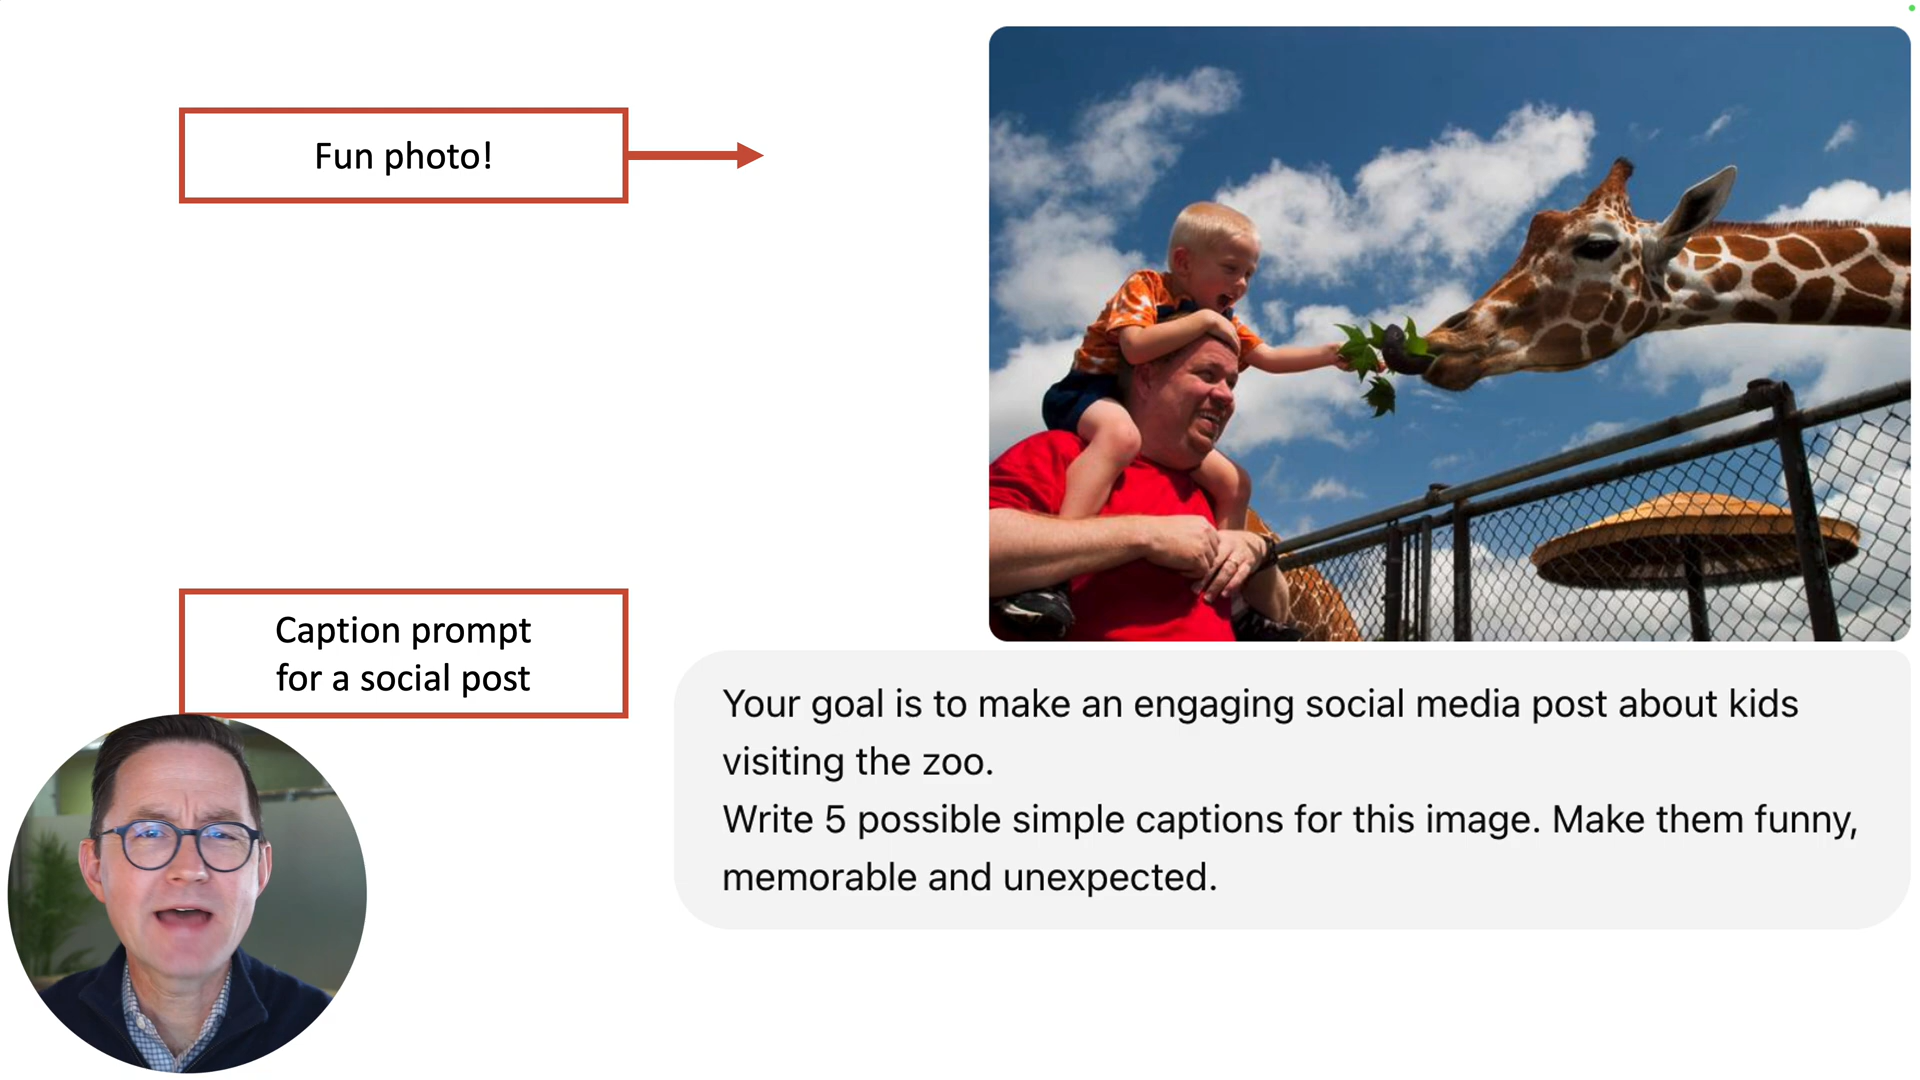 Fun photo!
Caption prompt
for a social post
Your goal is to make an engaging social media post about kids
visiting the zoo.
Write 5 possible simple captions for this image. Make them funny,
memorable and unexpected.